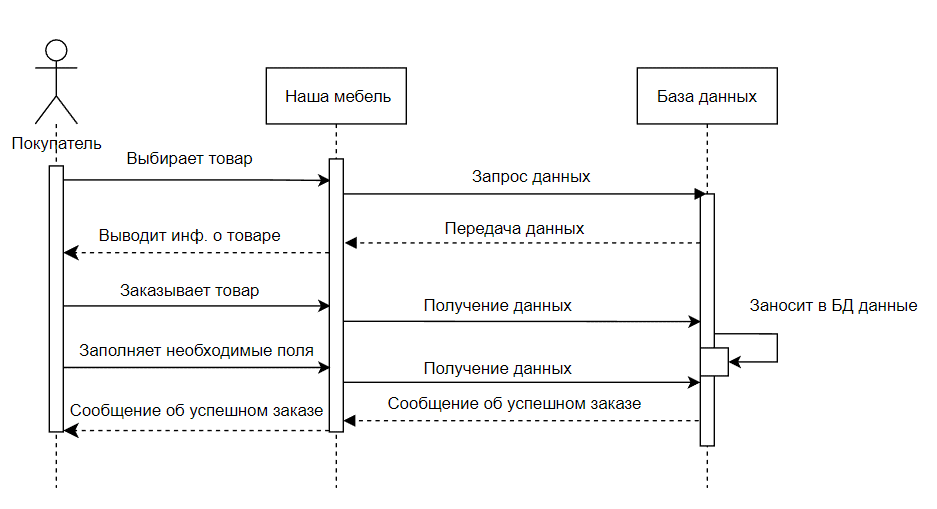 Наша мебель
База данных
Покупатель
Выбирает товар
Запрос данных
Передача данных
Выводит инф. о товаре
Заказывает товар
Получение данных
Заносит в БД данные
Заполняет необходимые поля
Получение данных
Сообщение об успешном заказе
Сообщение об успешном заказе